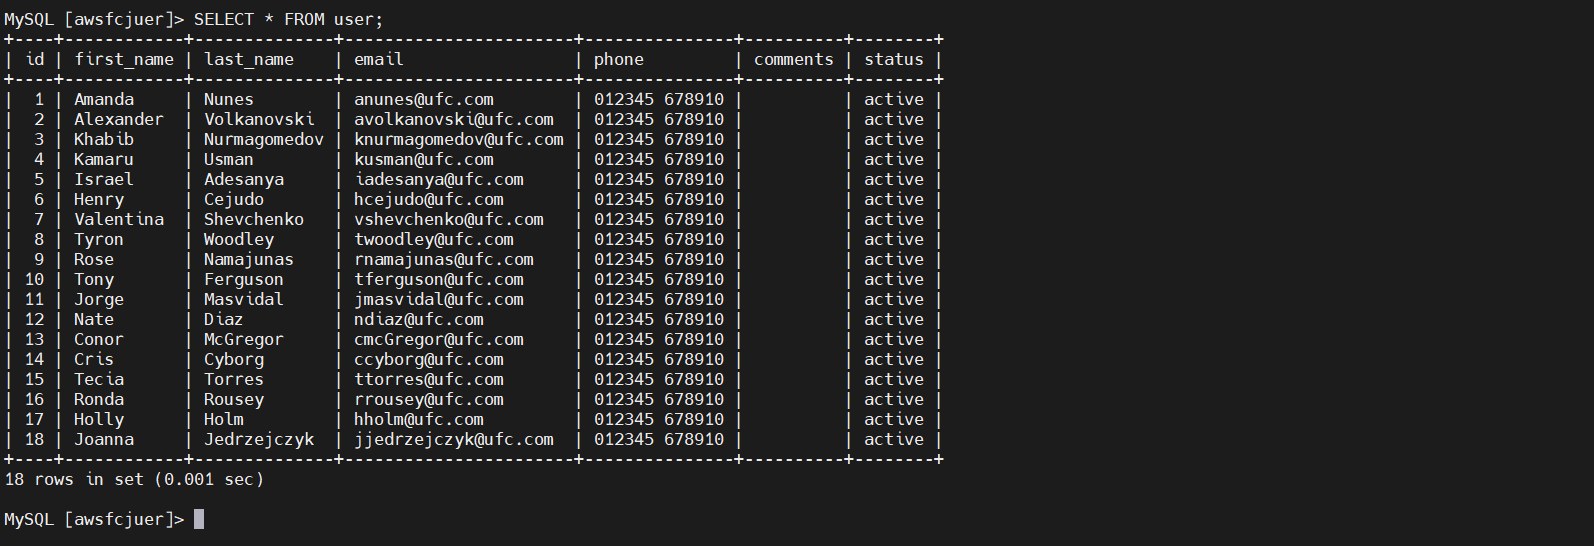 MySQL [awsfcjuer]> SELECT * FROM user;
+----+------------+--------------+-----------------------+---------------+----------+--------+
| id | first_name | last_name    | email                 | phone         | comments | status |
+----+------------+--------------+-----------------------+---------------+----------+--------+
|  1 | Amanda     | Nunes        | anunes@ufc.com        | 012345 678910 |          | active |
|  2 | Alexander  | Volkanovski  | avolkanovski@ufc.com  | 012345 678910 |          | active |
|  3 | Khabib     | Nurmagomedov | knurmagomedov@ufc.com | 012345 678910 |          | active |
|  4 | Kamaru     | Usman        | kusman@ufc.com        | 012345 678910 |          | active |
|  5 | Israel     | Adesanya     | iadesanya@ufc.com     | 012345 678910 |          | active |
|  6 | Henry      | Cejudo       | hcejudo@ufc.com       | 012345 678910 |          | active |
|  7 | Valentina  | Shevchenko   | vshevchenko@ufc.com   | 012345 678910 |          | active |
|  8 | Tyron      | Woodley      | twoodley@ufc.com      | 012345 678910 |          | active |
|  9 | Rose       | Namajunas    | rnamajunas@ufc.com    | 012345 678910 |          | active |
| 10 | Tony       | Ferguson     | tferguson@ufc.com     | 012345 678910 |          | active |
| 11 | Jorge      | Masvidal     | jmasvidal@ufc.com     | 012345 678910 |          | active |
| 12 | Nate       | Diaz         | ndiaz@ufc.com         | 012345 678910 |          | active |
| 13 | Conor      | McGregor     | cmcGregor@ufc.com     | 012345 678910 |          | active |
| 14 | Cris       | Cyborg       | ccyborg@ufc.com       | 012345 678910 |          | active |
| 15 | Tecia      | Torres       | ttorres@ufc.com       | 012345 678910 |          | active |
| 16 | Ronda      | Rousey       | rrousey@ufc.com       | 012345 678910 |          | active |
| 17 | Holly      | Holm         | hholm@ufc.com         | 012345 678910 |          | active |
| 18 | Joanna     | Jedrzejczyk  | jjedrzejczyk@ufc.com  | 012345 678910 |          | active |
+----+------------+--------------+-----------------------+---------------+----------+--------+
18 rows in set (0.001 sec)
MySQL [awsfcjuer]>